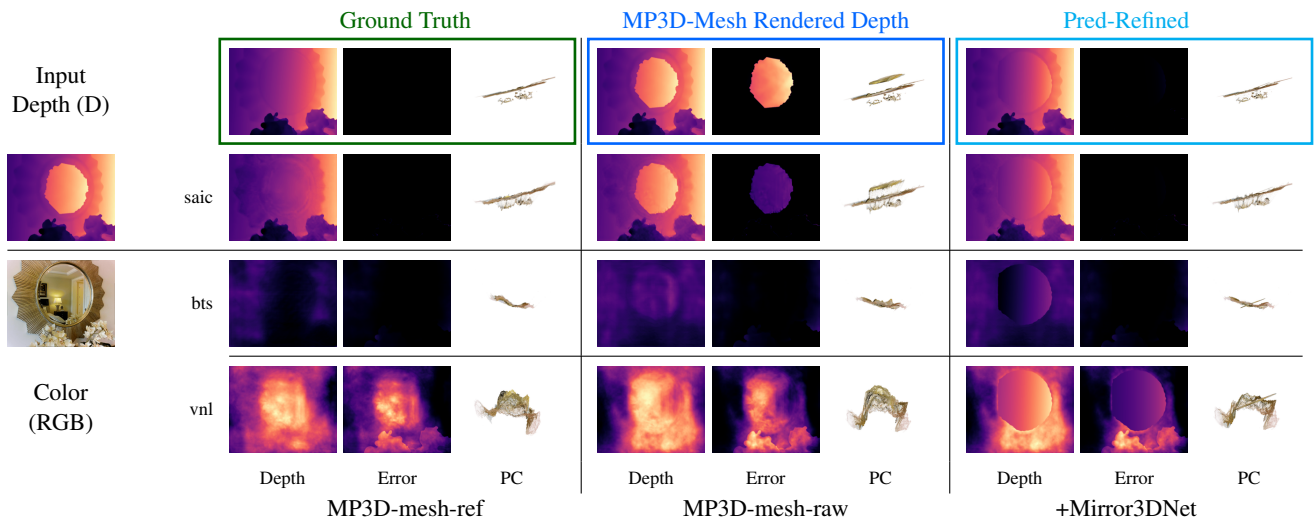 Ground Truth
MP3D-Mesh Rendered Depth
Pred-Refined
Input
Depth (D)
saic
bts
Color
(RGB)
vnl
Depth
Error
PC
Depth
Error
PC
Depth
Error
PC
MP3D-mesh-ref
MP3D-mesh-raw
+Mirror3DNet